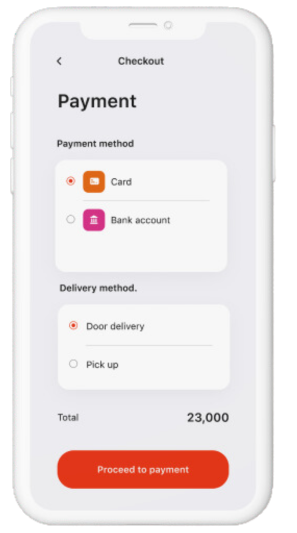 Checkout
Payment
Payment method
Card
Bank account
Delivery method.
Door delivery
Pick up
Total 23,000
Proceed to payment